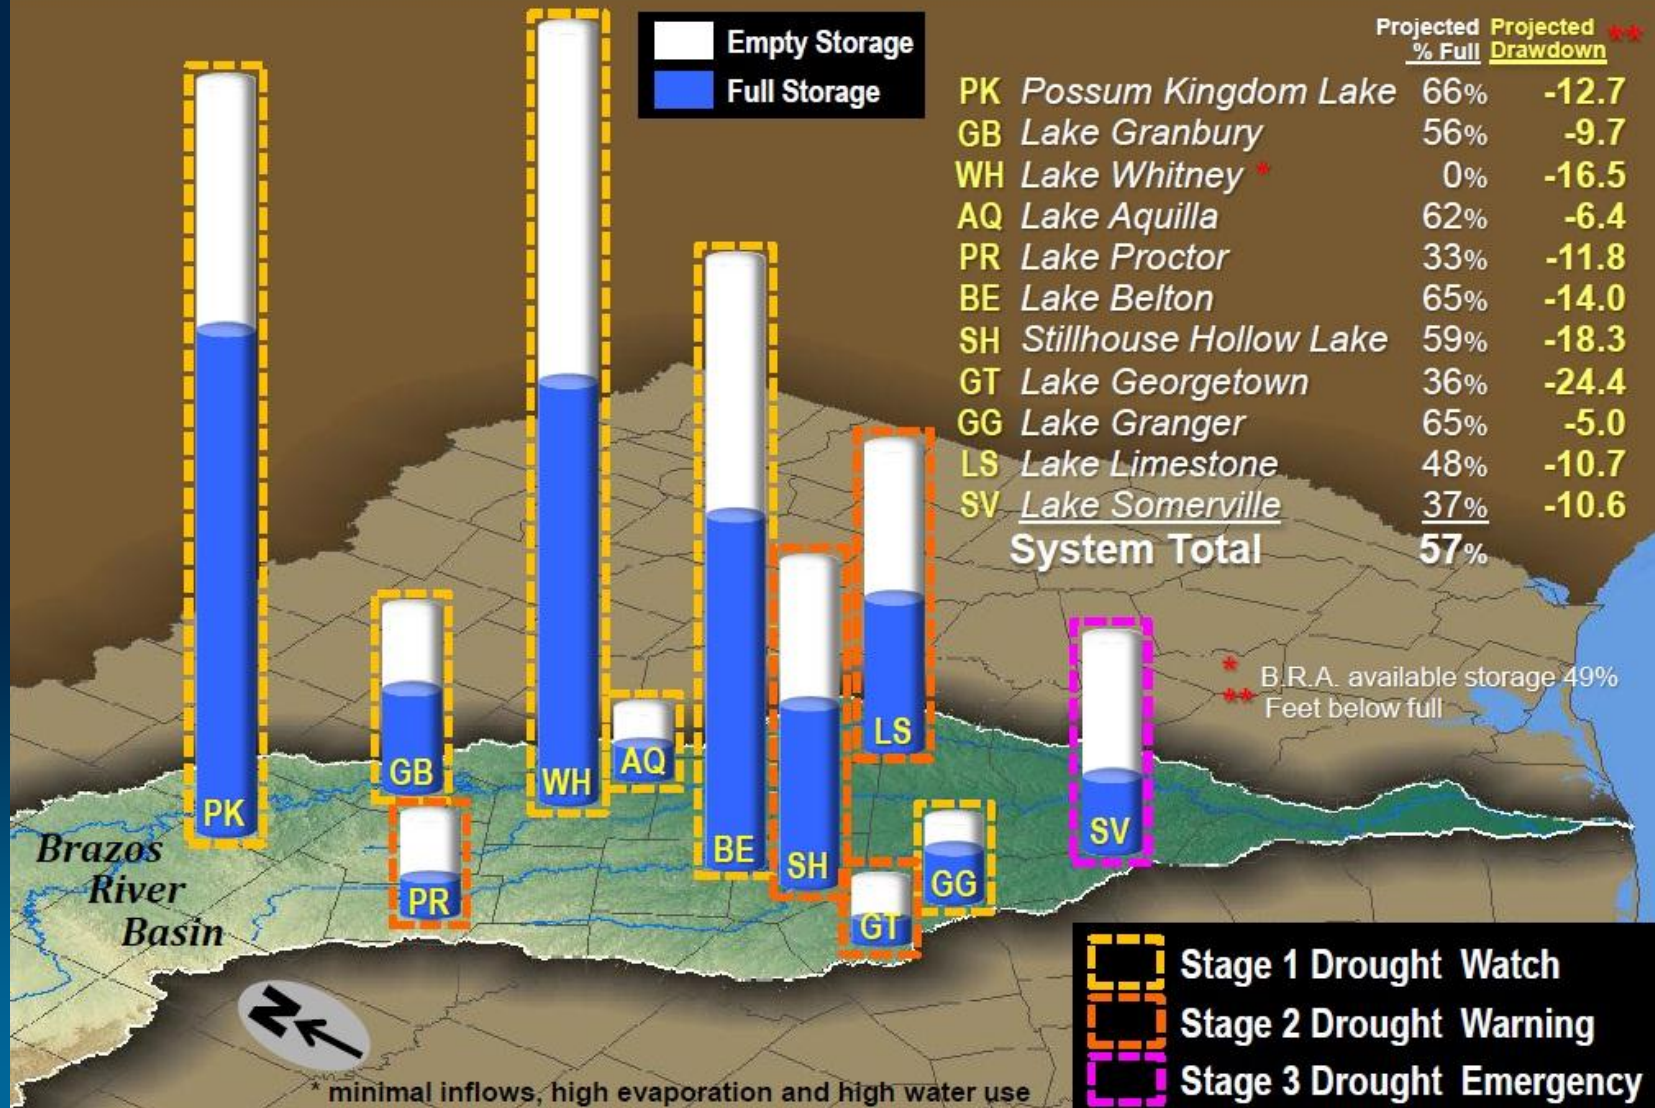 Empty Storage
Full Storage
Projected % Full
Projected Drawdown **
PK Possum Kingdom Lake 66% -12.7
GB Lake Granbury 56% -9.7
WH Lake Whitney * 0% -16.5
AQ Lake Aquilla 62% -6.4
PR Lake Proctor 33% -11.8
BE Lake Belton 65% -14.0
SH Stillhouse Hollow Lake 59% -18.3
GT Lake Georgetown 36% -24.4
GG Lake Granger 65% -5.0
LS Lake Limestone 48% -10.7
SV Lake Somerville 37% -10.6
System Total 57%
* B.R.A. available storage 49%
** Feet below full
PK
GB
WH
AQ
BE
SH
LS
SV
PR
GT
GG
Brazos
River
Basin
N
* minimal inflows, high evaporation and high water use
Stage 1 Drought Watch
Stage 2 Drought Warning
Stage 3 Drought Emergency